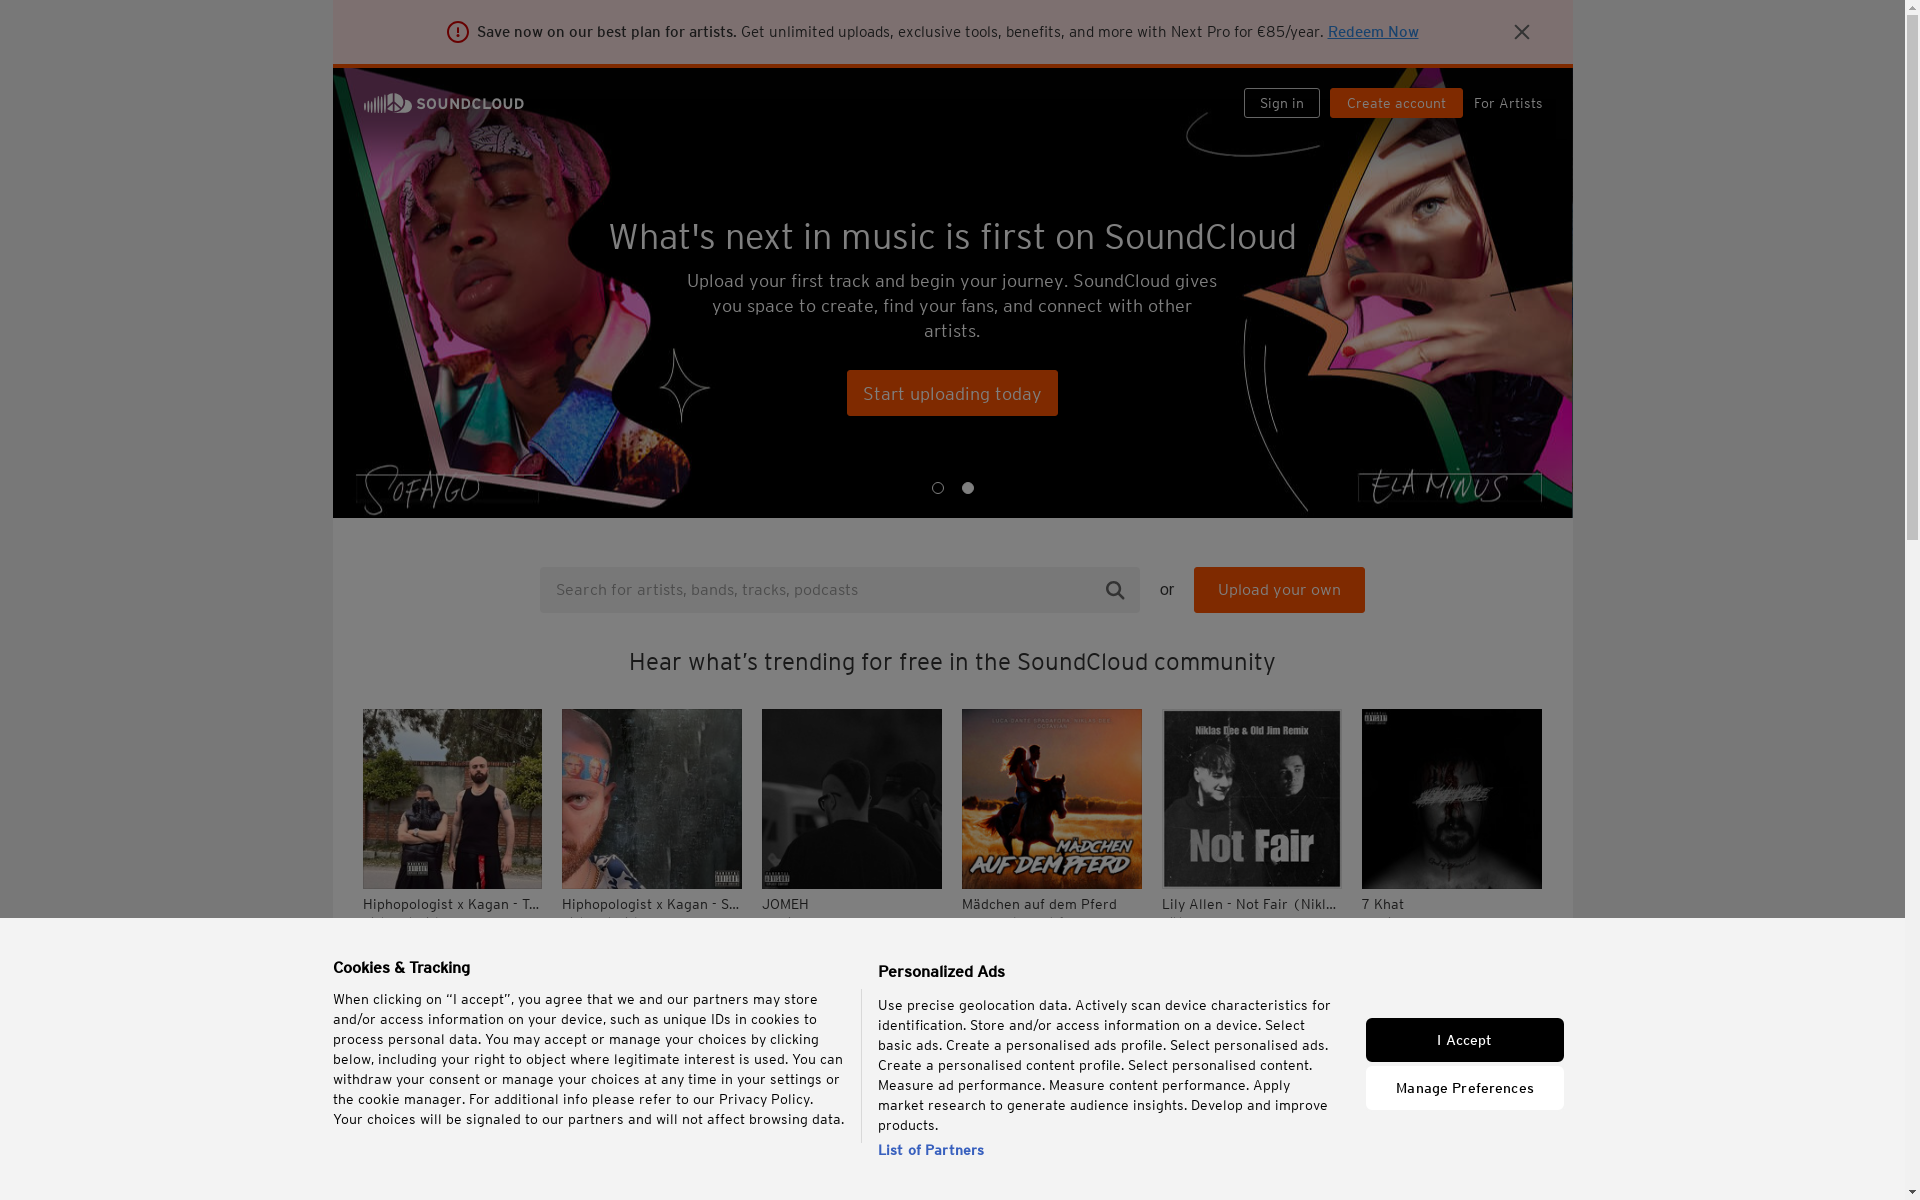 Save now on our best plan for artists. Get unlimited uploads, exclusive tools, benefits, and more with Next Pro for €85/year. Redeem Now
SOUNDCLOUD
Sign in
Create account
For Artists
What's next in music is first on SoundCloud
Upload your first track and begin your journey. SoundCloud gives
you space to create, find your fans, and connect with other
artists.
Start uploading today
SOFAYGO
ELA MINUS
Search for artists, bands, tracks, podcasts
or
Upload your own
Hear what’s trending for free in the SoundCloud community
MÄDCHEN
AUF DEM PFERD
Niklas Dee & Old Jim Remix
Not Fair
Hiphopologist x Kagan - T...
Hiphopologist x Kagan - S...
JOMEH
Mädchen auf dem Pferd
Lily Allen - Not Fair (Nikl...
7 Khat
Cookies & Tracking
When clicking on “I accept”, you agree that we and our partners may store
and/or access information on your device, such as unique IDs in cookies to
process personal data. You may accept or manage your choices by clicking
below, including your right to object where legitimate interest is used. You can
withdraw your consent or manage your choices at any time in your settings or
the cookie manager. For additional info please refer to our Privacy Policy.
Your choices will be signaled to our partners and will not affect browsing data.
Personalized Ads
Use precise geolocation data. Actively scan device characteristics for
identification. Store and/or access information on a device. Select
basic ads. Create a personalised ads profile. Select personalised ads.
Create a personalised content profile. Select personalised content.
Measure ad performance. Measure content performance. Apply
market research to generate audience insights. Develop and improve
products.
List of Partners
I Accept
Manage Preferences